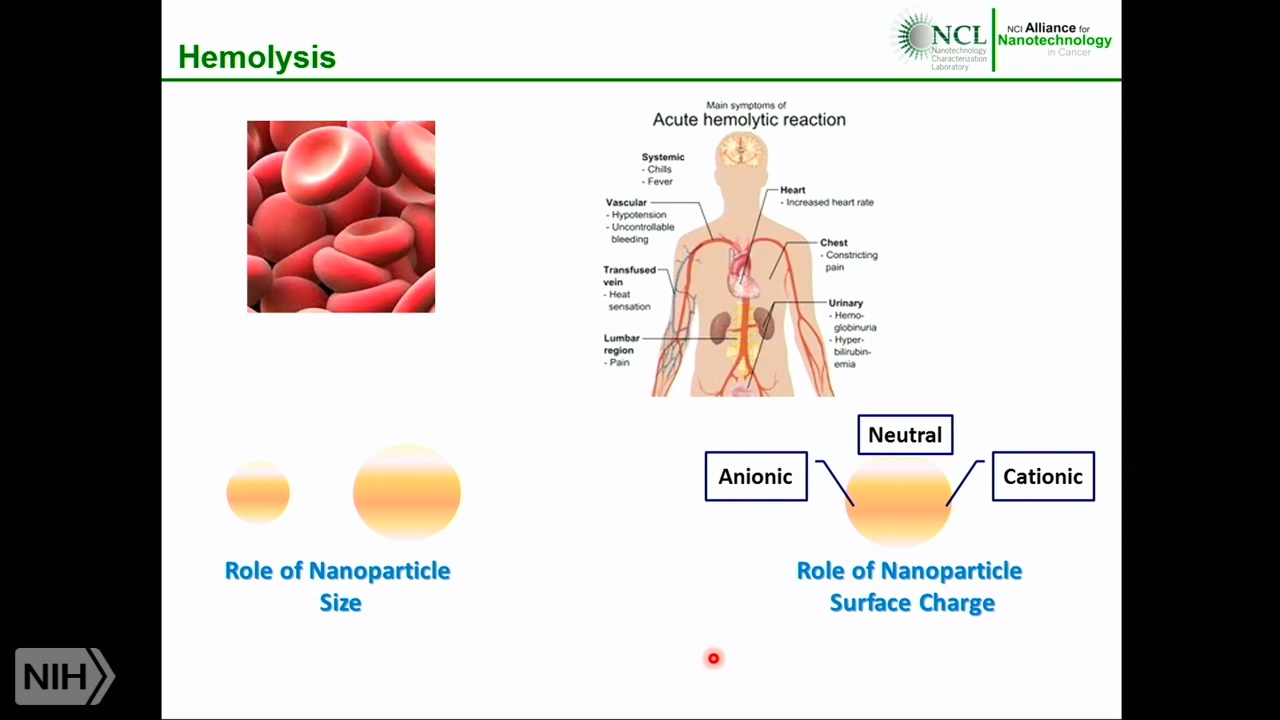 Hemolysis
NCL
Nanotechnology
Characterization
Laboratory
NCI Alliance for
Nanotechnology
in Cancer
Main symptoms of
Acute hemolytic reaction
Systemic
- Chills
- Fever
Vascular
- Hypotension
- Uncontrollable
bleeding
Transfused
vein
- Heat
sensation
Lumbar
region
- Pain
Heart
- Increased heart rate
Chest
- Constricting
pain
Urinary
- Hemo-
globinuria
- Hyper-
bilirubin-
emia
Neutral
Anionic
Cationic
Role of Nanoparticle
Size
Role of Nanoparticle
Surface Charge
NIH